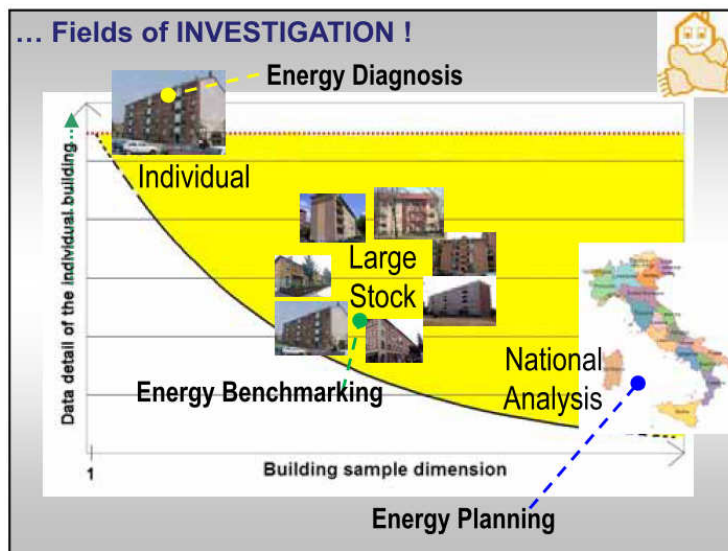 ... Fields of INVESTIGATION !
Energy Diagnosis
Individual
Large
Stock
National
Analysis
Energy Benchmarking
Data detail of the individual building...
1
Building sample dimension
Energy Planning